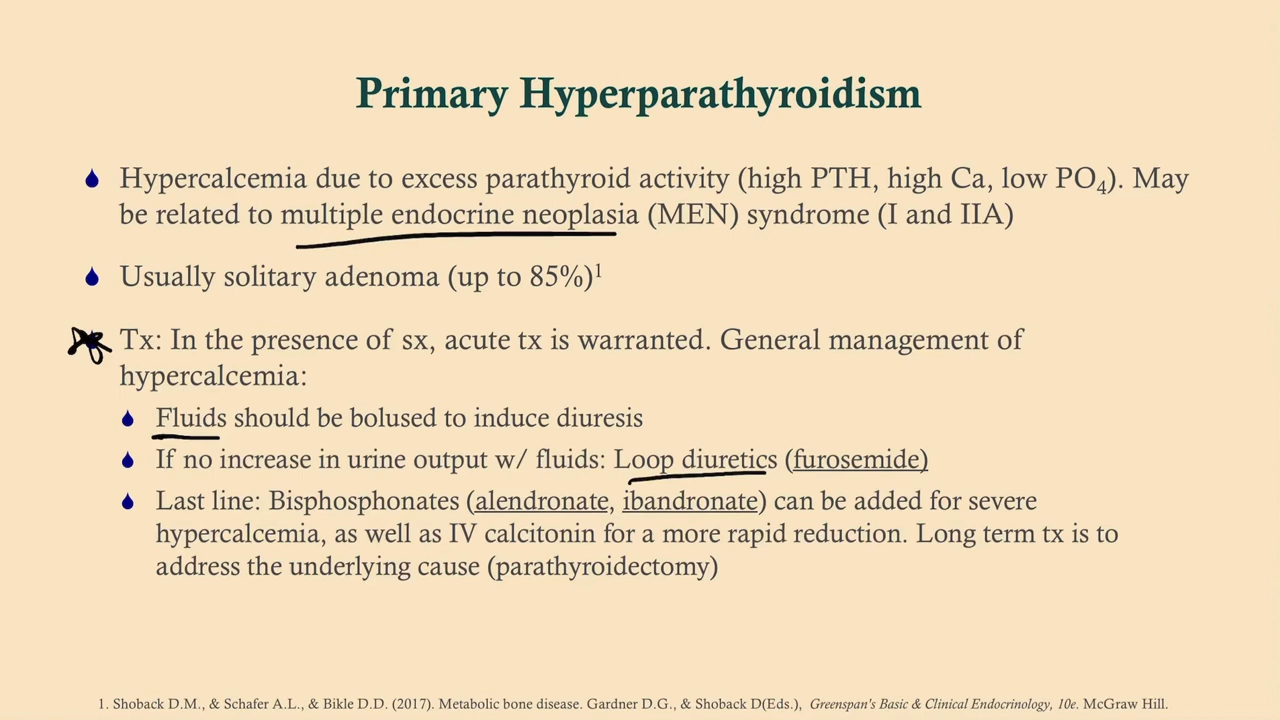 Primary Hyperparathyroidism
Hypercalcemia due to excess parathyroid activity (high PTH, high Ca, low PO₄). May
be related to multiple endocrine neoplasia (MEN) syndrome (I and IIA)
Usually solitary adenoma (up to 85%)¹
Tx: In the presence of sx, acute tx is warranted. General management of
hypercalcemia:
Fluids should be bolused to induce diuresis
If no increase in urine output w/ fluids: Loop diuretics (furosemide)
Last line: Bisphosphonates (alendronate, ibandronate) can be added for severe
hypercalcemia, as well as IV calcitonin for a more rapid reduction. Long term tx is to
address the underlying cause (parathyroidectomy)
1. Shoback D.M., & Schafer A.L., & Bikle D.D. (2017). Metabolic bone disease. Gardner D.G., & Shoback D(Eds.), Greenspan's Basic & Clinical Endocrinology, 10e. McGraw Hill.